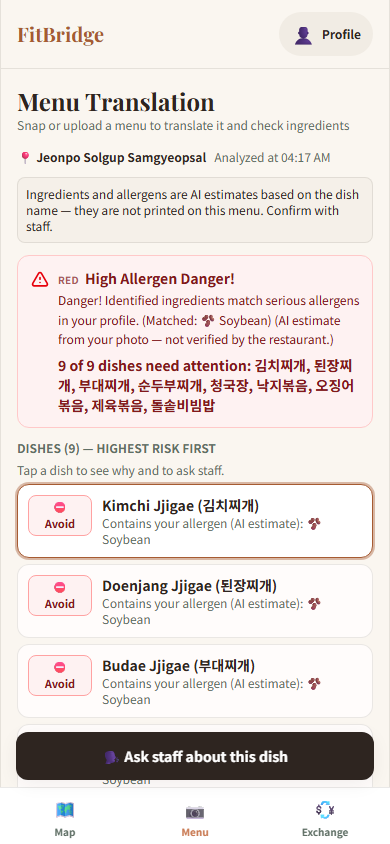 FitBridge
Profile
Menu Translation
Snap or upload a menu to translate it and check ingredients
Jeonpo Solgup Samgyeopsal Analyzed at 04:17 AM
Ingredients and allergens are AI estimates based on the dish
name — they are not printed on this menu. Confirm with
staff.
RED High Allergen Danger!
Danger! Identified ingredients match serious allergens
in your profile. (Matched: Soybean) (AI estimate
from your photo — not verified by the restaurant.)
9 of 9 dishes need attention: 김치찌개, 된장찌
개, 부대찌개, 순두부찌개, 청국장, 낙지볶음, 오징어
볶음, 제육볶음, 돌솥비빔밥
DISHES (9) — HIGHEST RISK FIRST
Tap a dish to see why and to ask staff.
Avoid
Kimchi Jjigae (김치찌개)
Contains your allergen (AI estimate):
Soybean
Avoid
Doenjang Jjigae (된장찌개)
Contains your allergen (AI estimate):
Soybean
Avoid
Budae Jjigae (부대찌개)
Contains your allergen (AI estimate):
Soybean
Ask staff about this dish
Soybean
Map
Menu
Exchange